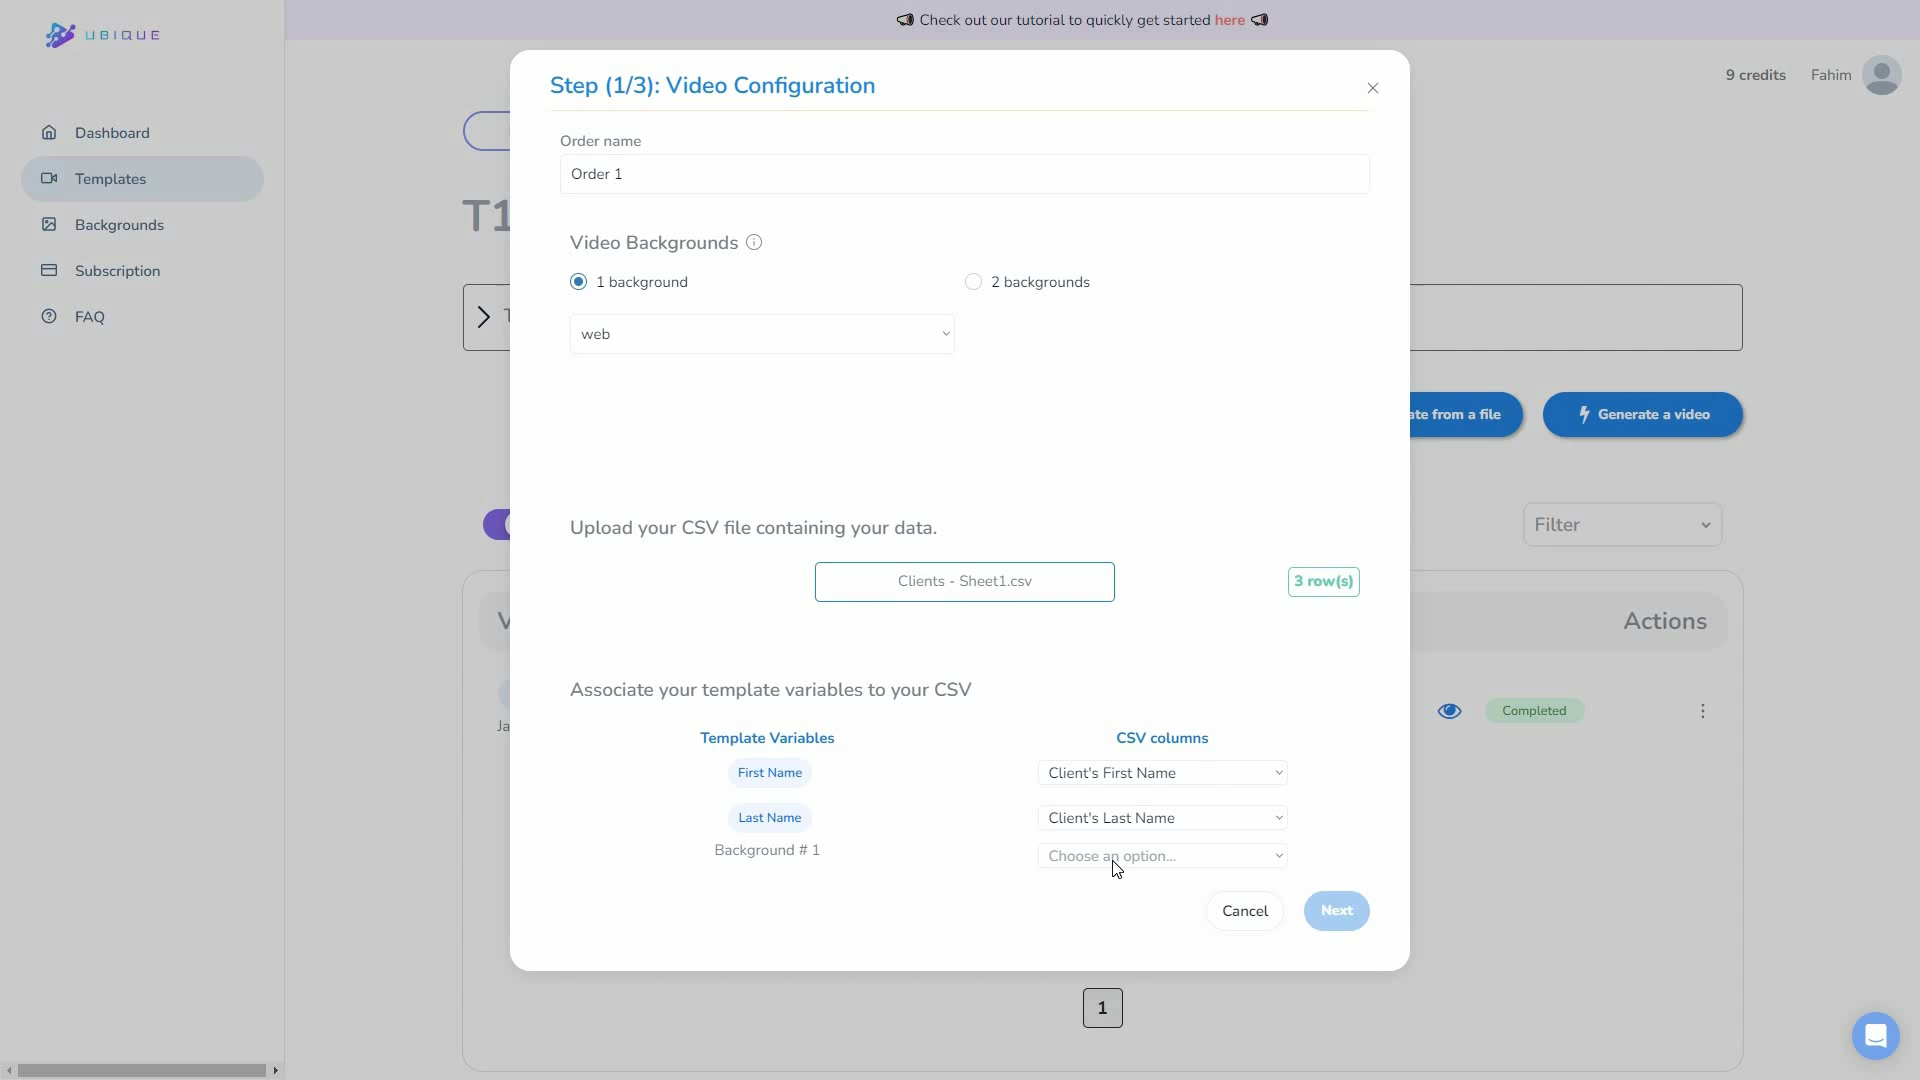 UBIQUE
Check out our tutorial to quickly get started here
9 credits
Fahim
Dashboard
Templates
Backgrounds
Subscription
FAQ
T1
Step (1/3): Video Configuration
Order name
Order 1
Video Backgrounds
1 background
2 backgrounds
web
ate from a file
Generate a video
Upload your CSV file containing your data.
Clients - Sheet1.csv
3 row(s)
Filter
Actions
Associate your template variables to your CSV
Ja
Completed
Template Variables
CSV columns
First Name
Client's First Name
Last Name
Client's Last Name
Background # 1
Choose an option...
Cancel
Next
1